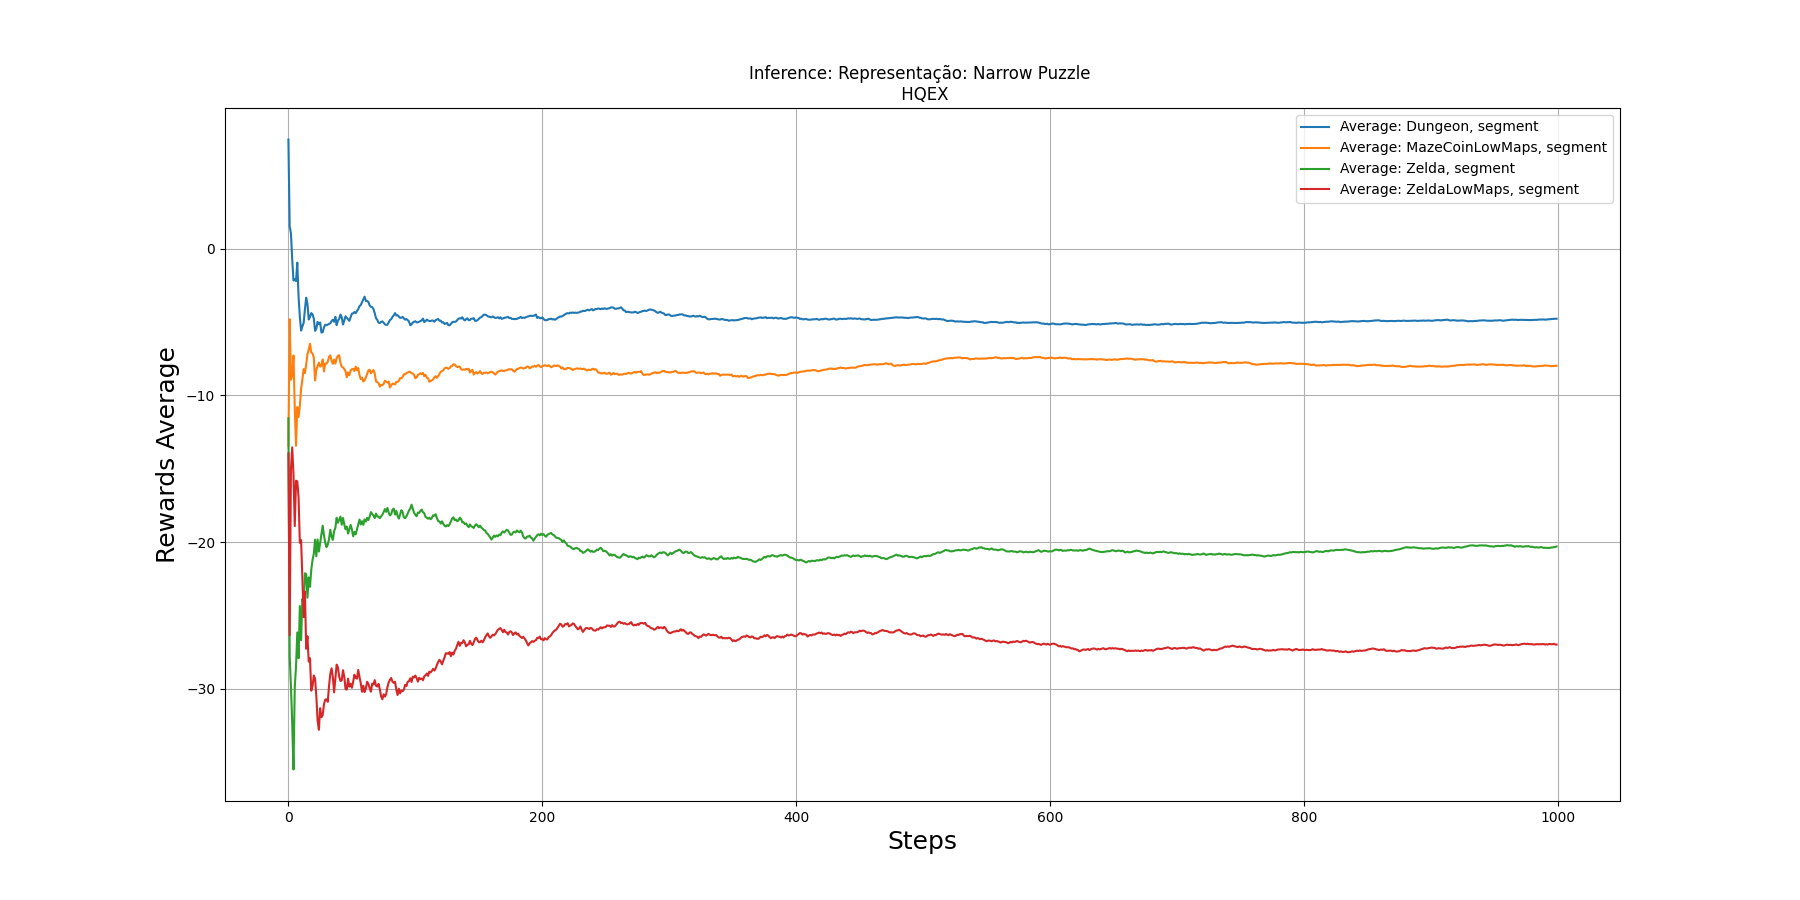 Inference: Representação: Narrow Puzzle
HQEX
Average: Dungeon, segment
Average: MazeCoinLowMaps, segment
Average: Zelda, segment
Average: ZeldaLowMaps, segment
Rewards Average
0
−10
−20
−30
0
200
400
600
800
1000
Steps